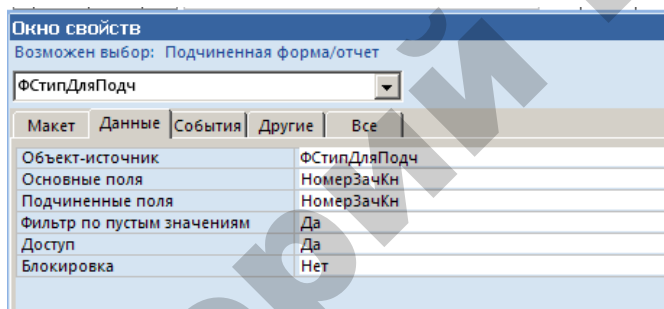 Окно свойств
Возможен выбор: Подчиненная форма/отчет
ФСтипДляПодч
Макет Данные События Другие Все
Объект-источник ФСтипДляПодч
Основные поля НомерЗачКн
Подчиненные поля НомерЗачКн
Фильтр по пустым значениям Да
Доступ Да
Блокировка Нет